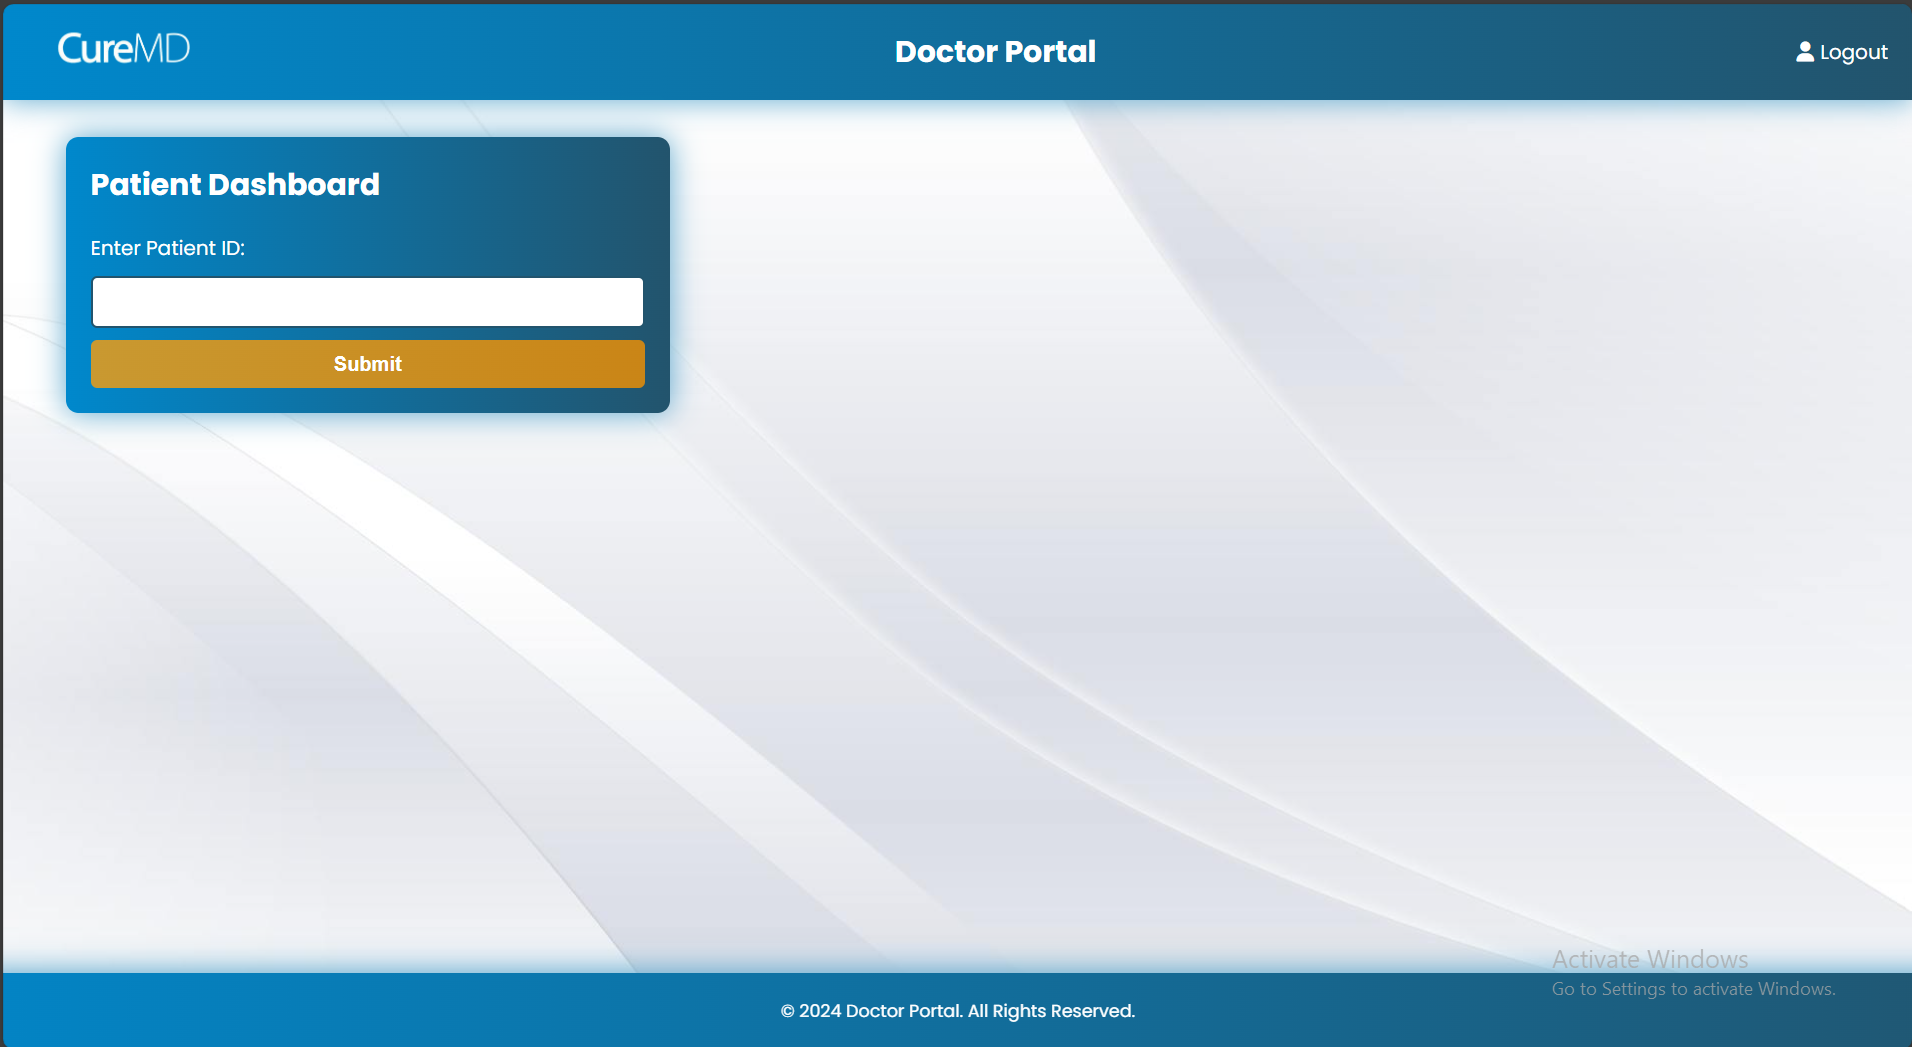 CureMD
Doctor Portal
Logout
Patient Dashboard
Enter Patient ID:
Submit
Activate Windows
Go to Settings to activate Windows.
© 2024 Doctor Portal. All Rights Reserved.